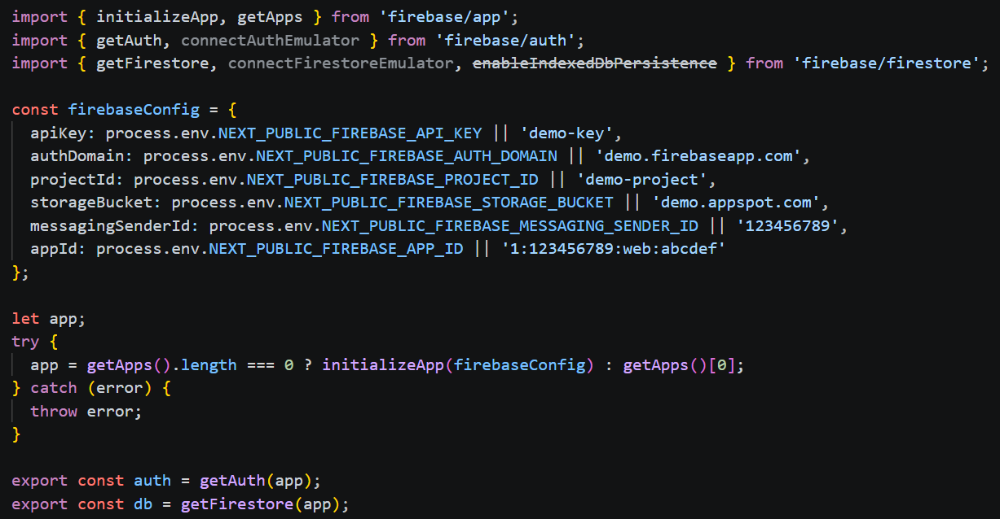 import { initializeApp, getApps } from 'firebase/app';
import { getAuth, connectAuthEmulator } from 'firebase/auth';
import { getFirestore, connectFirestoreEmulator, enableIndexedDbPersistence } from 'firebase/firestore';

const firebaseConfig = {
  apiKey: process.env.NEXT_PUBLIC_FIREBASE_API_KEY || 'demo-key',
  authDomain: process.env.NEXT_PUBLIC_FIREBASE_AUTH_DOMAIN || 'demo.firebaseapp.com',
  projectId: process.env.NEXT_PUBLIC_FIREBASE_PROJECT_ID || 'demo-project',
  storageBucket: process.env.NEXT_PUBLIC_FIREBASE_STORAGE_BUCKET || 'demo.appspot.com',
  messagingSenderId: process.env.NEXT_PUBLIC_FIREBASE_MESSAGING_SENDER_ID || '123456789',
  appId: process.env.NEXT_PUBLIC_FIREBASE_APP_ID || '1:123456789:web:abcdef'
};

let app;
try {
  app = getApps().length === 0 ? initializeApp(firebaseConfig) : getApps()[0];
} catch (error) {
  throw error;
}

export const auth = getAuth(app);
export const db = getFirestore(app);